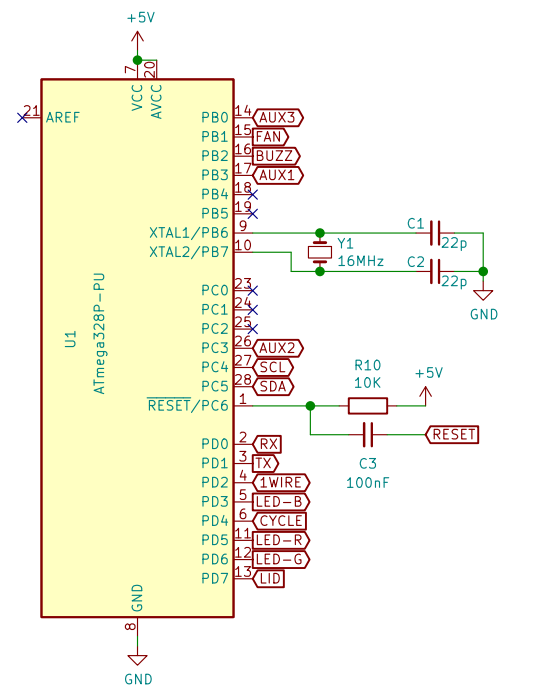 +5V
7
20
VCC
AVCC
21
AREF
PB0 14 AUX3
PB1 15 FAN
PB2 16 BUZZ
PB3 17 AUX1
PB4 18
PB5 19
XTAL1/PB6 9
XTAL2/PB7 10
C1
22p
Y1
16MHz
C2
22p
GND
PC0 23
PC1 24
PC2 25
PC3 26 AUX2
PC4 27 SCL
PC5 28 SDA
RESET/PC6 1
U1
ATmega328P-PU
R10
10K
+5V
RESET
C3
100nF
PD0 2 RX
PD1 3 TX
PD2 4 1WIRE
PD3 5 LED-B
PD4 6 CYCLE
PD5 11 LED-R
PD6 12 LED-G
PD7 13 LID
GND
8
GND